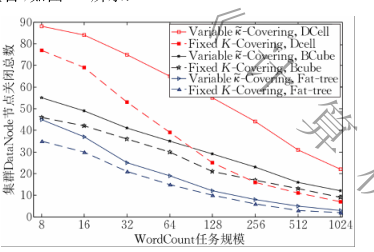 Variable κ̃-Covering, DCell
Fixed K-Covering, Dcell
Variable κ̃-Covering, BCube
Fixed K-Covering, Bcube
Variable κ̃-Covering, Fat-tree
Fixed K-Covering, Fat-tree
集群DataNode节点关闭总数
90
80
70
60
50
40
30
20
10
0
8 16 32 64 128 256 512 1024
WordCount任务规模
计算机